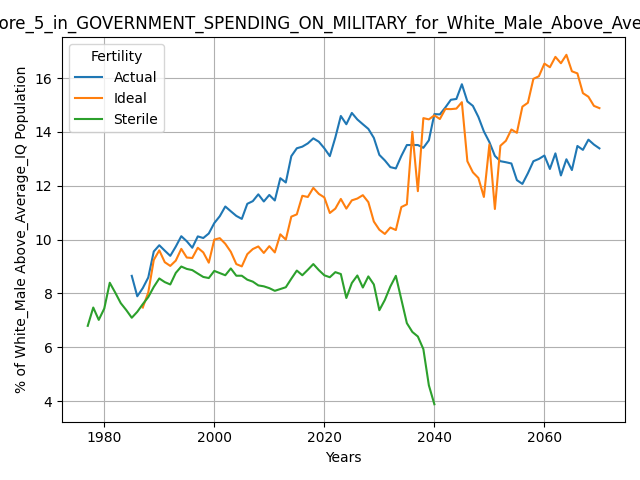 ore_5_in_GOVERNMENT_SPENDING_ON_MILITARY_for_White_Male_Above_Ave
Fertility
Actual
Ideal
Sterile
% of White_Male Above_Average_IQ Population
16
14
12
10
8
6
4
1980 2000 2020 2040 2060
Years